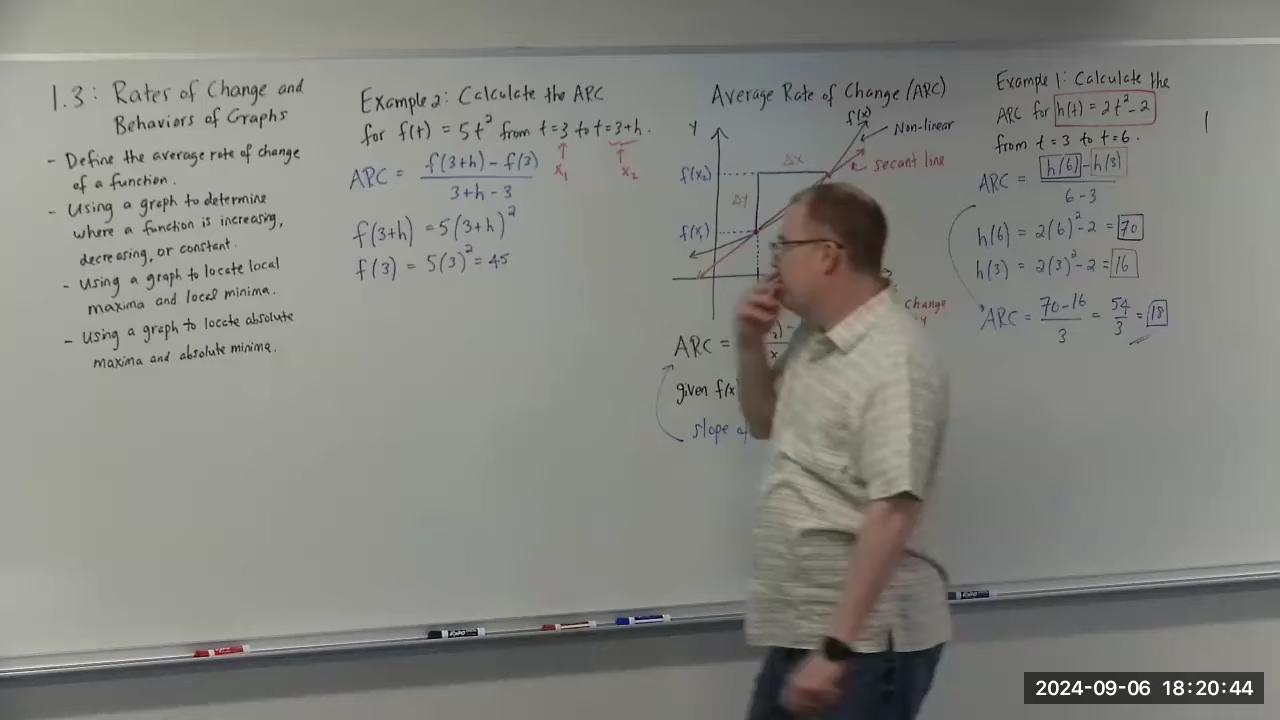 1.3: Rates of Change and
Behaviors of Graphs
- Define the average rate of change
of a function.
- Using a graph to determine
where a function is increasing,
decreasing, or constant.
- Using a graph to locate local
maxima and local minima.
- Using a graph to locate absolute
maxima and absolute minima.
Example 2: Calculate the ARC
for f(t) = 5t² from t=3 to t=3+h.
x₁ x₂
ARC = f(3+h) - f(3)
3+h-3
f(3+h) = 5(3+h)²
f(3) = 5(3)² = 45
Average Rate of Change (ARC)
f(x)
Y
Non-linear
Δx
secant line
f(x₂)
Δy
f(x₁)
change
ARC =
x
given f(x)
slope of
Example 1: Calculate the
ARC for h(t) = 2t²-2
from t=3 to t=6.
ARC = h(6) - h(3)
6-3
h(6) = 2(6)²-2 = 70
h(3) = 2(3)²-2 = 16
ARC = 70-16 = 54 = 18
3 3
2024-09-06 18:20:44